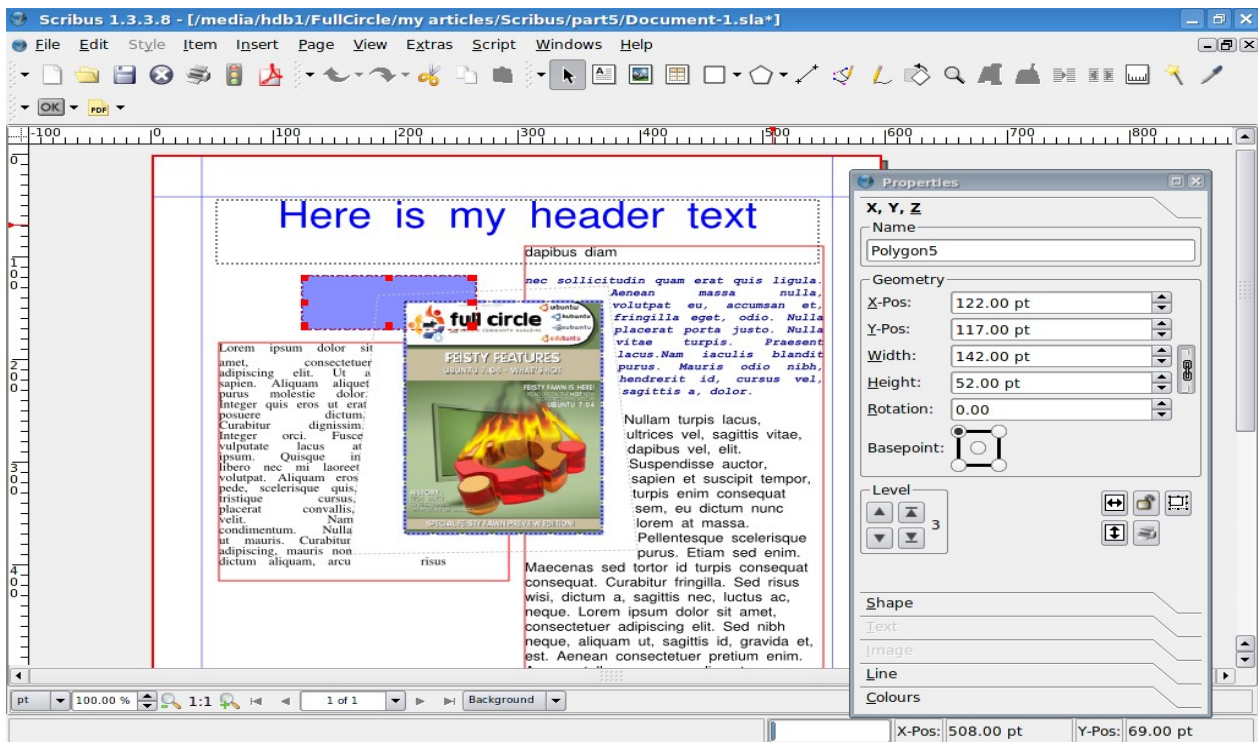 Scribus 1.3.3.8 - [/media/hdb1/FullCircle/my articles/Scribus/part5/Document-1.sla*]
File Edit Style Item Insert Page View Extras Script Windows Help
OK PDF
-100 0 100 200 300 400 500 600 700 800
0
100
200
300
400
Here is my header text
dapibus diam
nec sollicitudin quam erat quis ligula.
Aenean massa nulla,
volutpat eu, accumsan et,
fringilla eget, odio. Nulla
placerat porta justo. Nulla
vitae turpis. Praesent
lacus.Nam iaculis blandit
purus. Mauris odio nibh,
hendrerit id, cursus vel,
sagittis a, dolor.
Nullam turpis lacus,
ultrices vel, sagittis vitae,
dapibus vel, elit.
Suspendisse auctor,
sapien et suscipit tempor,
turpis enim consequat
sem, eu dictum nunc
lorem at massa.
Pellentesque scelerisque
purus. Etiam sed enim.
Maecenas sed tortor id turpis consequat
consequat. Curabitur fringilla. Sed risus
wisi, dictum a, sagittis nec, luctus ac,
neque. Lorem ipsum dolor sit amet,
consectetuer adipiscing elit. Sed nibh
neque, aliquam ut, sagittis id, gravida et,
est. Aenean consectetuer pretium enim.
Lorem ipsum dolor sit
amet, consectetuer
adipiscing elit. Ut a
sapien. Aliquam aliquet
purus molestie dolor.
Integer quis eros ut erat
posuere dictum.
Curabitur dignissim.
Integer orci. Fusce
vulputate lacus at
ipsum. Quisque in
libero nec mi laoreet
volutpat. Aliquam eros
pede, scelerisque quis,
tristique cursus,
placerat convallis,
velit. Nam
condimentum. Nulla
ut mauris. Curabitur
adipiscing, mauris non
dictum aliquam, arcu risus
full circle
ubuntu
kubuntu
xubuntu
edubuntu
FEISTY FEATURES
UBUNTU 7.04 - WHAT'S HOT
FEISTY FAWN IS HERE!
UBUNTU 7.04
HISTORY
SPECIAL FEISTY FAWN PREVIEW EDITION!
Properties
X, Y, Z
Name
Polygon5
Geometry
X-Pos: 122.00 pt
Y-Pos: 117.00 pt
Width: 142.00 pt
Height: 52.00 pt
Rotation: 0.00
Basepoint:
Level
3
Shape
Text
Image
Line
Colours
pt 100.00 % 1:1 1 of 1 Background
X-Pos: 508.00 pt Y-Pos: 69.00 pt